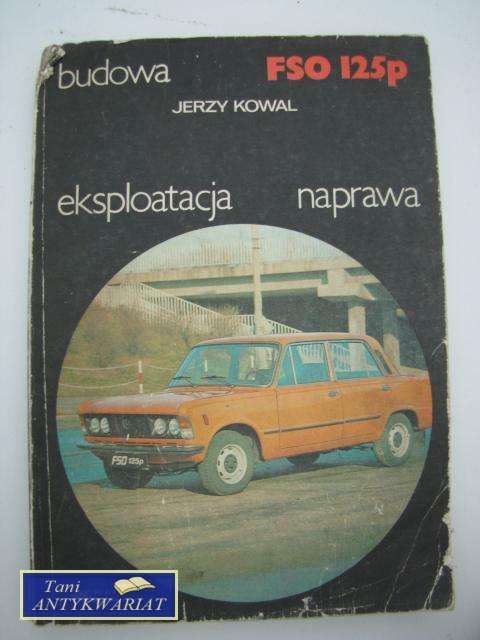 budowa FSO 125p
JERZY KOWAL
eksploatacja naprawa
FSO 125p
Tani
ANTYKWARIAT